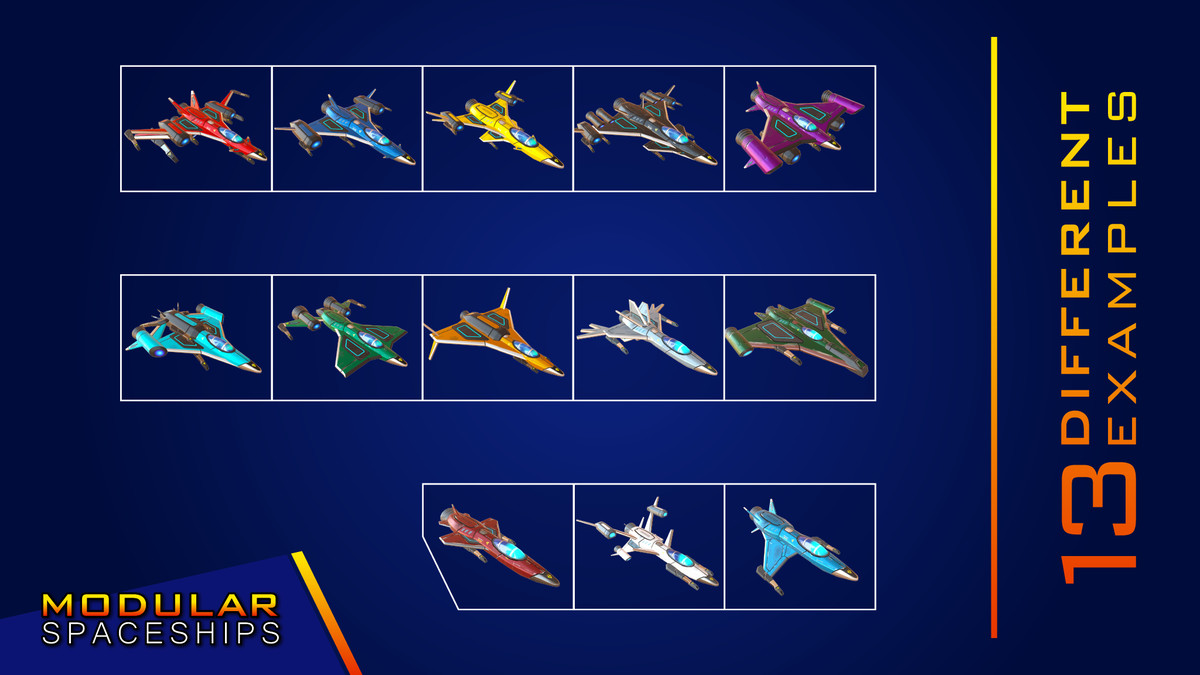 13 DIFFERENT
EXAMPLES
MODULAR
SPACESHIPS